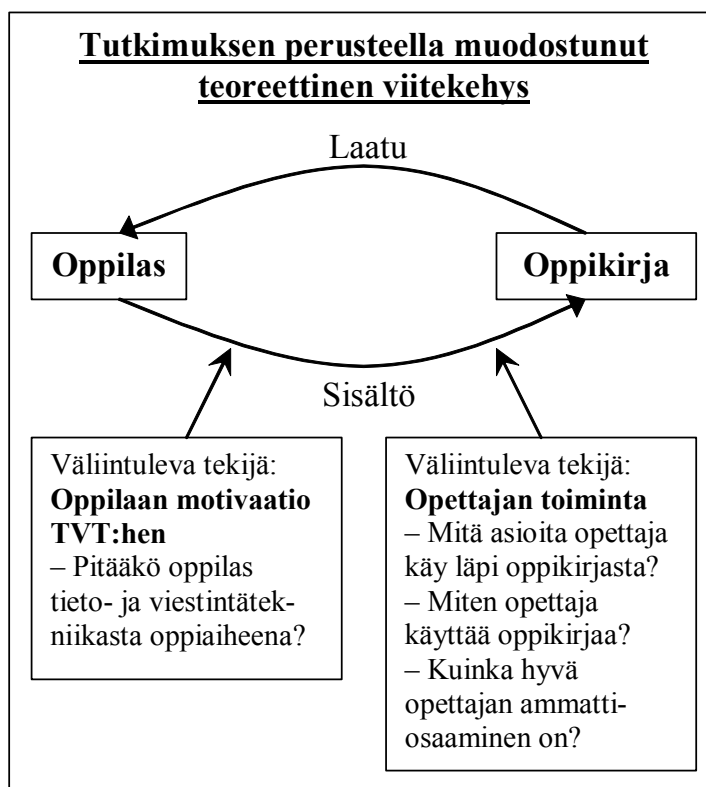 Tutkimuksen perusteella muodostunut
teoreettinen viitekehys
Laatu
Oppilas
Oppikirja
Sisältö
Väliintuleva tekijä:
Oppilaan motivaatio
TVT:hen
– Pitääkö oppilas
tieto- ja viestintätek-
niikasta oppiaiheena?
Väliintuleva tekijä:
Opettajan toiminta
– Mitä asioita opettaja
käy läpi oppikirjasta?
– Miten opettaja
käyttää oppikirjaa?
– Kuinka hyvä
opettajan ammatti-
osaaminen on?